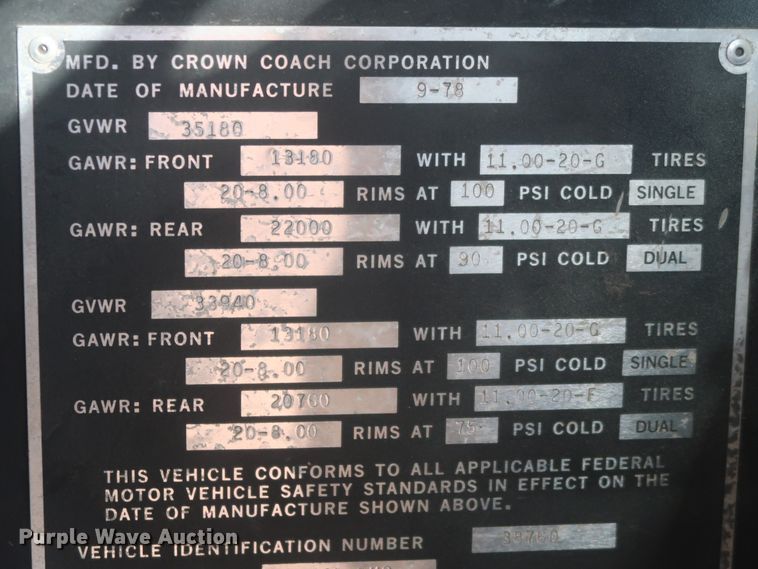 MFD. BY CROWN COACH CORPORATION
DATE OF MANUFACTURE 9-78
GVWR 35180
GAWR: FRONT 13180 WITH 11.00-20-G TIRES
20-8.00 RIMS AT 100 PSI COLD SINGLE
GAWR: REAR 22000 WITH 11.00-20-G TIRES
20-8.00 RIMS AT 90 PSI COLD DUAL
GVWR 33940
GAWR: FRONT 13180 WITH 11.00-20-G TIRES
20-8.00 RIMS AT 100 PSI COLD SINGLE
GAWR: REAR 20760 WITH 11.00-20-F TIRES
20-8.00 RIMS AT 75 PSI COLD DUAL
THIS VEHICLE CONFORMS TO ALL APPLICABLE FEDERAL
MOTOR VEHICLE SAFETY STANDARDS IN EFFECT ON THE
DATE OF MANUFACTURE SHOWN ABOVE.
VEHICLE IDENTIFICATION NUMBER
Purple Wave Auction